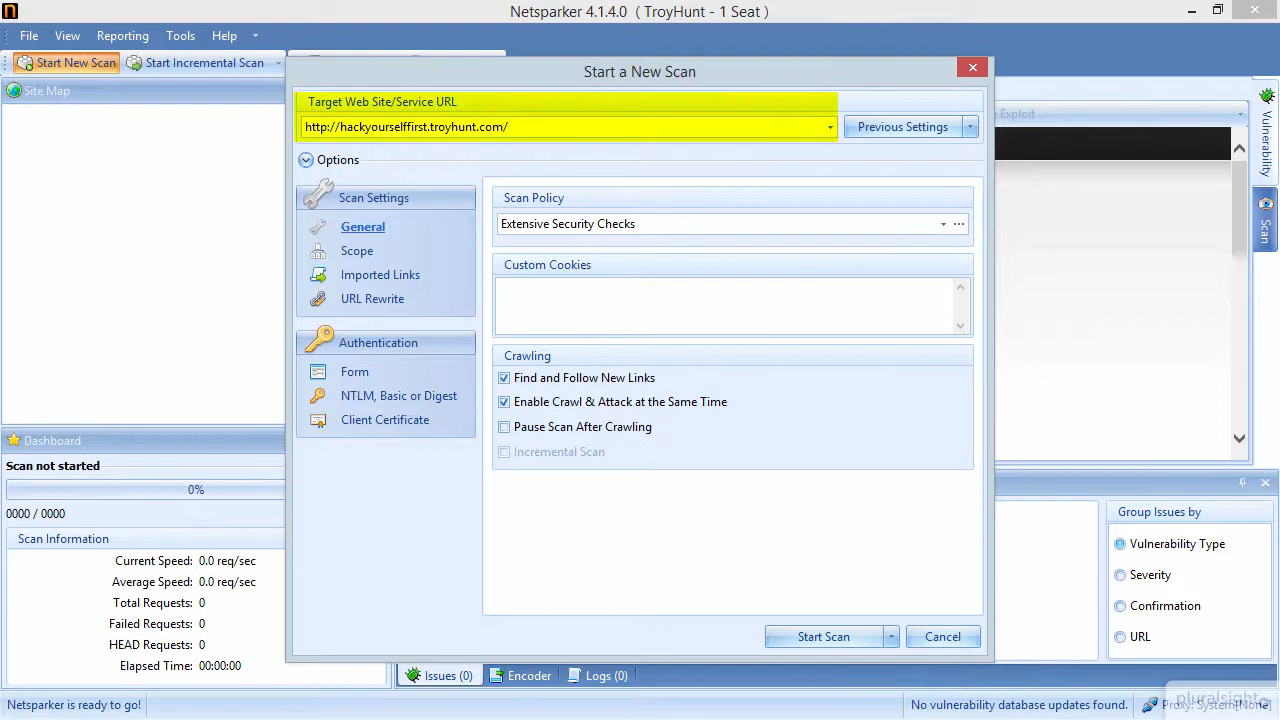 Netsparker 4.1.4.0 ( TroyHunt - 1 Seat )
File View Reporting Tools Help
Start New Scan Start Incremental Scan
Site Map
Start a New Scan
Target Web Site/Service URL
http://hackyourselffirst.troyhunt.com/
Previous Settings
Options
Scan Settings
General
Scope
Imported Links
URL Rewrite
Authentication
Form
NTLM, Basic or Digest
Client Certificate
Scan Policy
Extensive Security Checks
Custom Cookies
Crawling
Find and Follow New Links
Enable Crawl & Attack at the Same Time
Pause Scan After Crawling
Incremental Scan
Start Scan Cancel
Exploit
Vulnerability
Scan
Dashboard
Scan not started
0%
0000 / 0000
Scan Information
Current Speed: 0.0 req/sec
Average Speed: 0.0 req/sec
Total Requests: 0
Failed Requests: 0
HEAD Requests: 0
Elapsed Time: 00:00:00
Group Issues by
Vulnerability Type
Severity
Confirmation
URL
Issues (0) Encoder Logs (0)
Netsparker is ready to go!
No vulnerability database updates found.
Proxy: System[None]
pluralsight